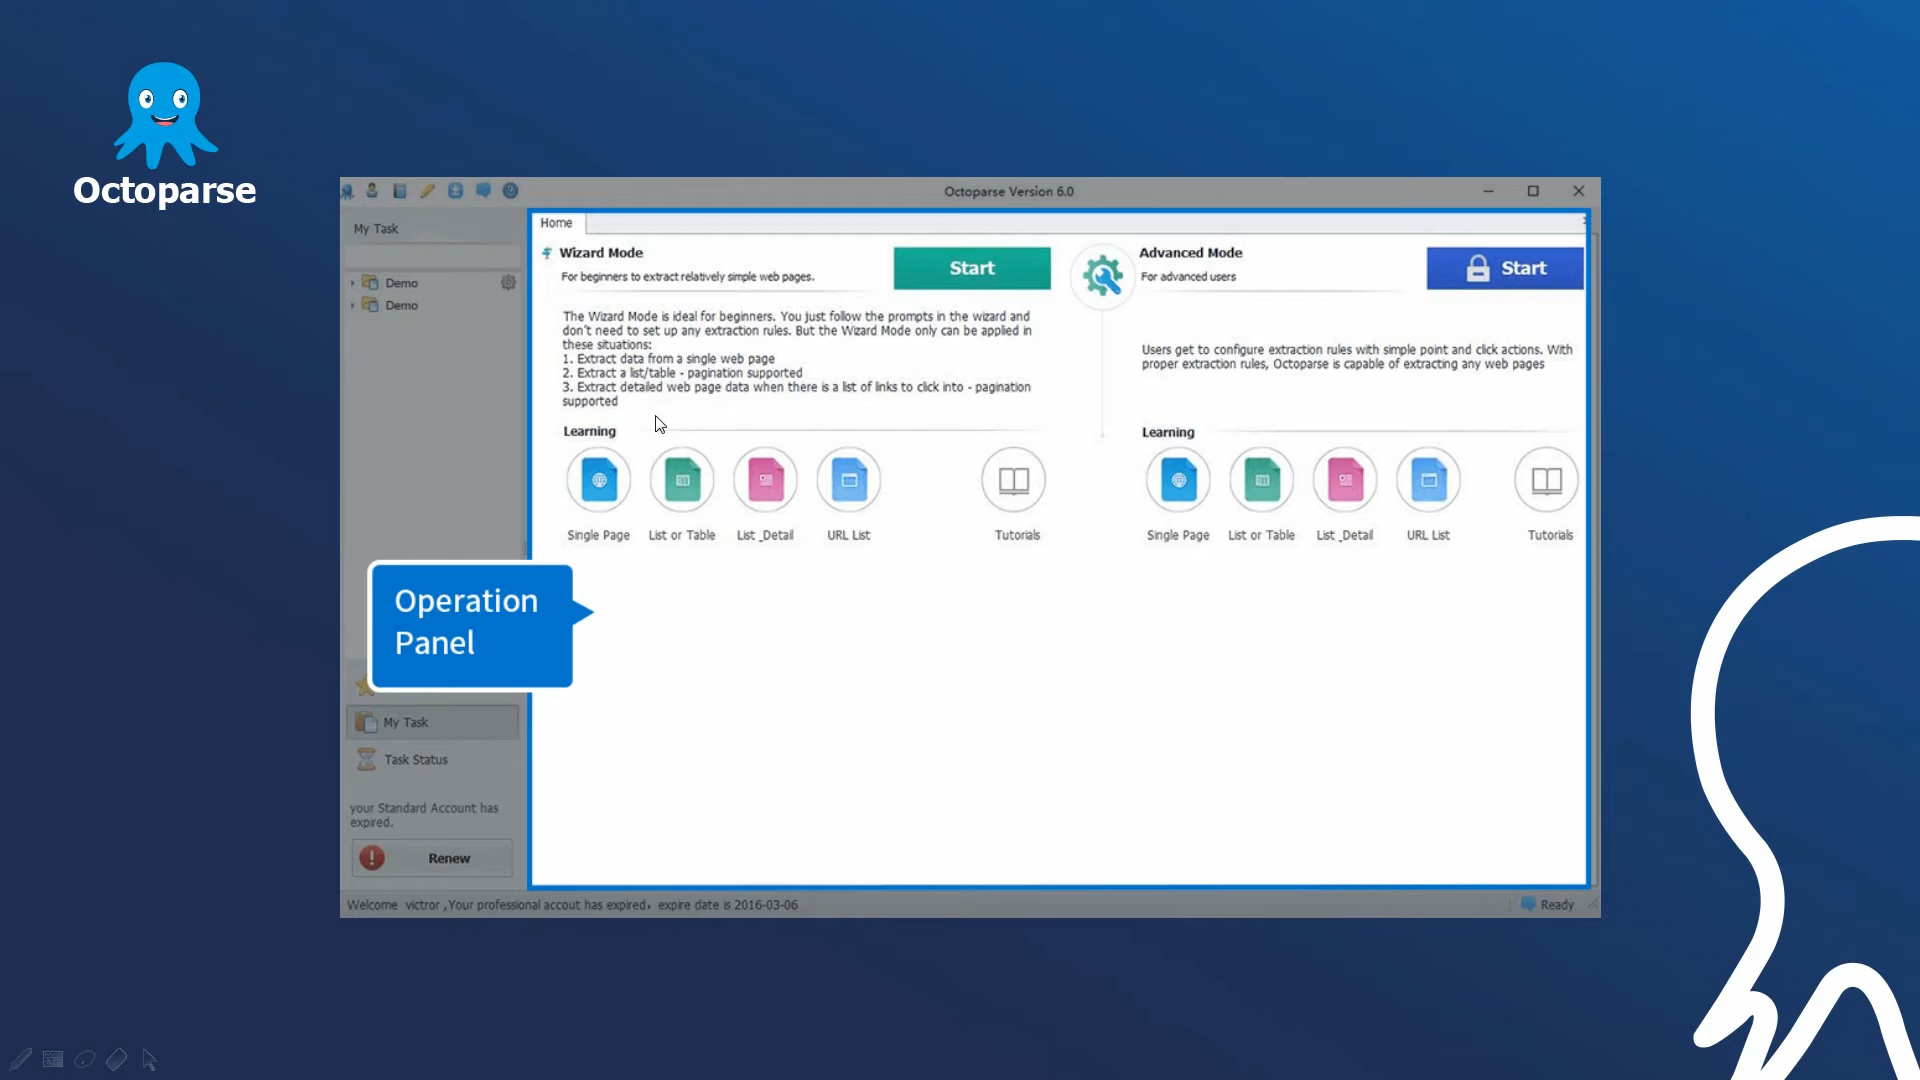 Octoparse
Octoparse Version 6.0
My Task
Demo
Demo
Home
Wizard Mode
For beginners to extract relatively simple web pages.
Start
The Wizard Mode is ideal for beginners. You just follow the prompts in the wizard and
don't need to set up any extraction rules. But the Wizard Mode only can be applied in
these situations:
1. Extract data from a single web page
2. Extract a list/table - pagination supported
3. Extract detailed web page data when there is a list of links to click into - pagination
supported
Learning
Single Page
List or Table
List _Detail
URL List
Tutorials
Advanced Mode
For advanced users
Start
Users get to configure extraction rules with simple point and click actions. With
proper extraction rules, Octoparse is capable of extracting any web pages
Learning
Single Page
List or Table
List _Detail
URL List
Tutorials
Operation
Panel
My Task
Task Status
your Standard Account has
expired.
Renew
Welcome victror ,Your professional accout has expired, expire date is 2016-03-06
Ready